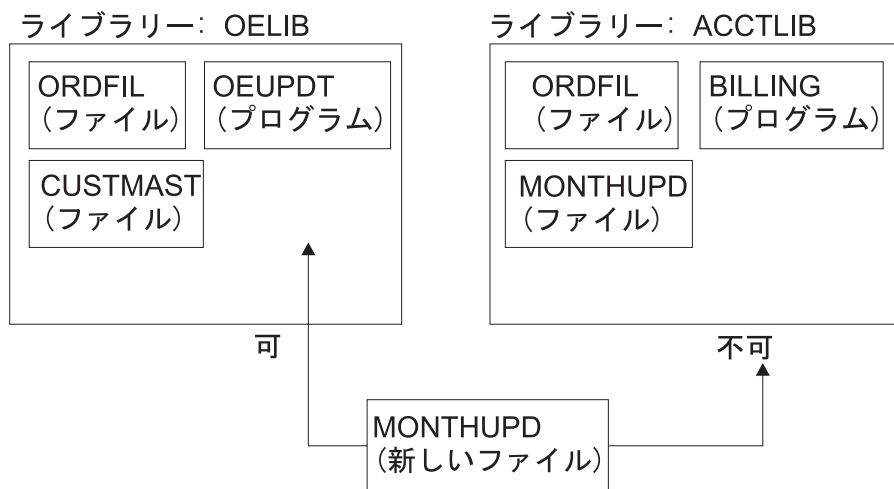 ライブラリー: OELIB
ORDFIL
(ファイル)
OEUPDT
(プログラム)
CUSTMAST
(ファイル)
可
ライブラリー: ACCTLIB
ORDFIL
(ファイル)
BILLING
(プログラム)
MONTHUPD
(ファイル)
不可
MONTHUPD
(新しいファイル)